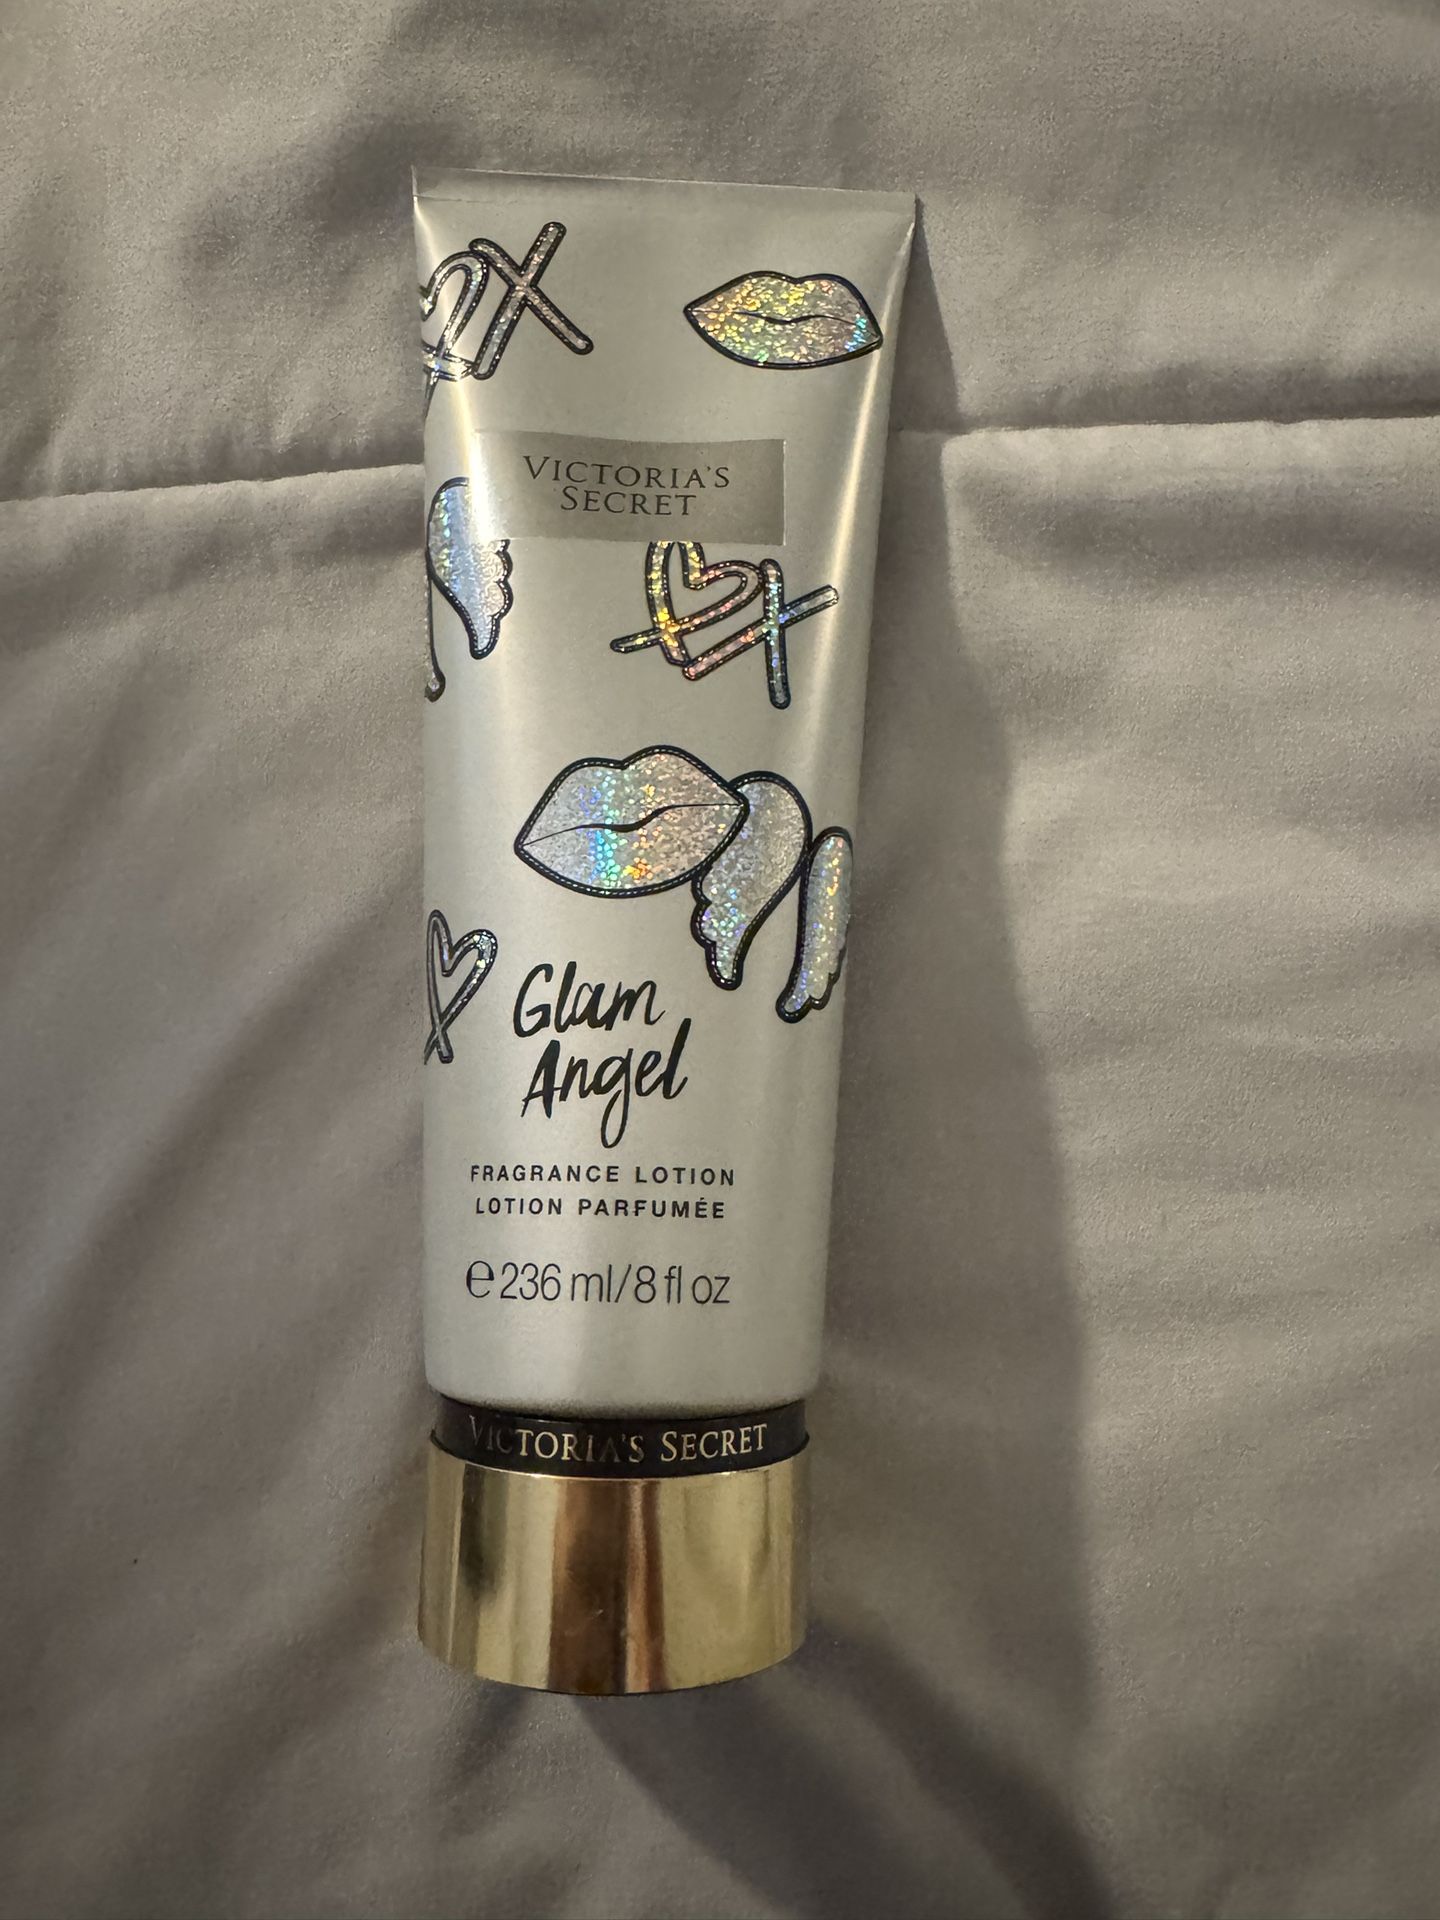 VICTORIA'S
SECRET
Glam
Angel
FRAGRANCE LOTION
LOTION PARFUMÉE
℮236 ml/8 fl oz
VICTORIA'S SECRET